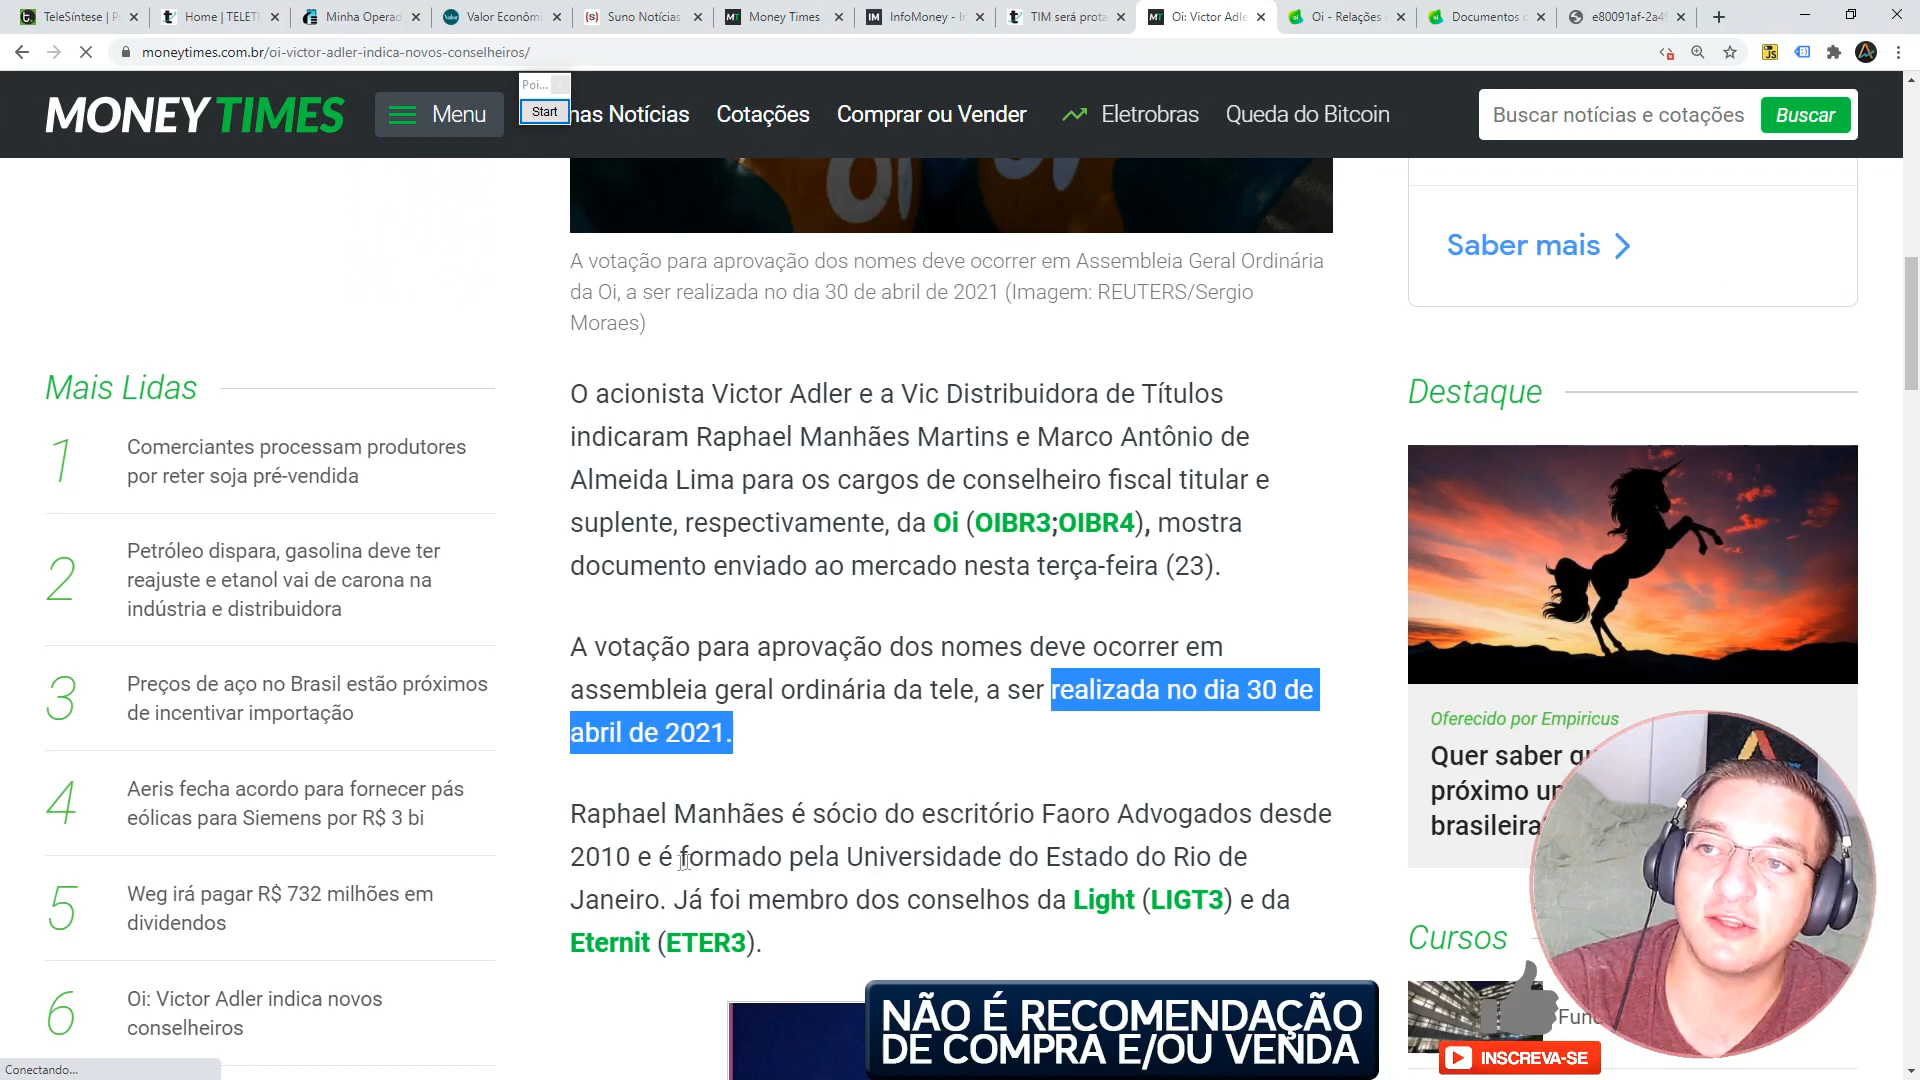 TeleSíntese | P
Home | TELETI
Minha Operad
Valor Econômi
Suno Notícias
Money Times
InfoMoney - In
TIM será prota
Oi: Victor Adle
Oi - Relações
Documentos
e80091af-2a4
moneytimes.com.br/oi-victor-adler-indica-novos-conselheiros/
MONEY TIMES
Menu
Poi...
Start
nas Notícias
Cotações
Comprar ou Vender
Eletrobras
Queda do Bitcoin
Buscar notícias e cotações
Buscar
A votação para aprovação dos nomes deve ocorrer em Assembleia Geral Ordinária
da Oi, a ser realizada no dia 30 de abril de 2021 (Imagem: REUTERS/Sergio
Moraes)
Saber mais
Mais Lidas
1
Comerciantes processam produtores
por reter soja pré-vendida
2
Petróleo dispara, gasolina deve ter
reajuste e etanol vai de carona na
indústria e distribuidora
3
Preços de aço no Brasil estão próximos
de incentivar importação
4
Aeris fecha acordo para fornecer pás
eólicas para Siemens por R$ 3 bi
5
Weg irá pagar R$ 732 milhões em
dividendos
6
Oi: Victor Adler indica novos
conselheiros
O acionista Victor Adler e a Vic Distribuidora de Títulos
indicaram Raphael Manhães Martins e Marco Antônio de
Almeida Lima para os cargos de conselheiro fiscal titular e
suplente, respectivamente, da Oi (OIBR3;OIBR4), mostra
documento enviado ao mercado nesta terça-feira (23).
A votação para aprovação dos nomes deve ocorrer em
assembleia geral ordinária da tele, a ser realizada no dia 30 de
abril de 2021.
Raphael Manhães é sócio do escritório Faoro Advogados desde
2010 e é formado pela Universidade do Estado do Rio de
Janeiro. Já foi membro dos conselhos da Light (LIGT3) e da
Eternit (ETER3).
Destaque
Oferecido por Empiricus
Quer saber
próximo
brasileira
Cursos
NÃO É RECOMENDAÇÃO
DE COMPRA E/OU VENDA
INSCREVA-SE
Conectando...